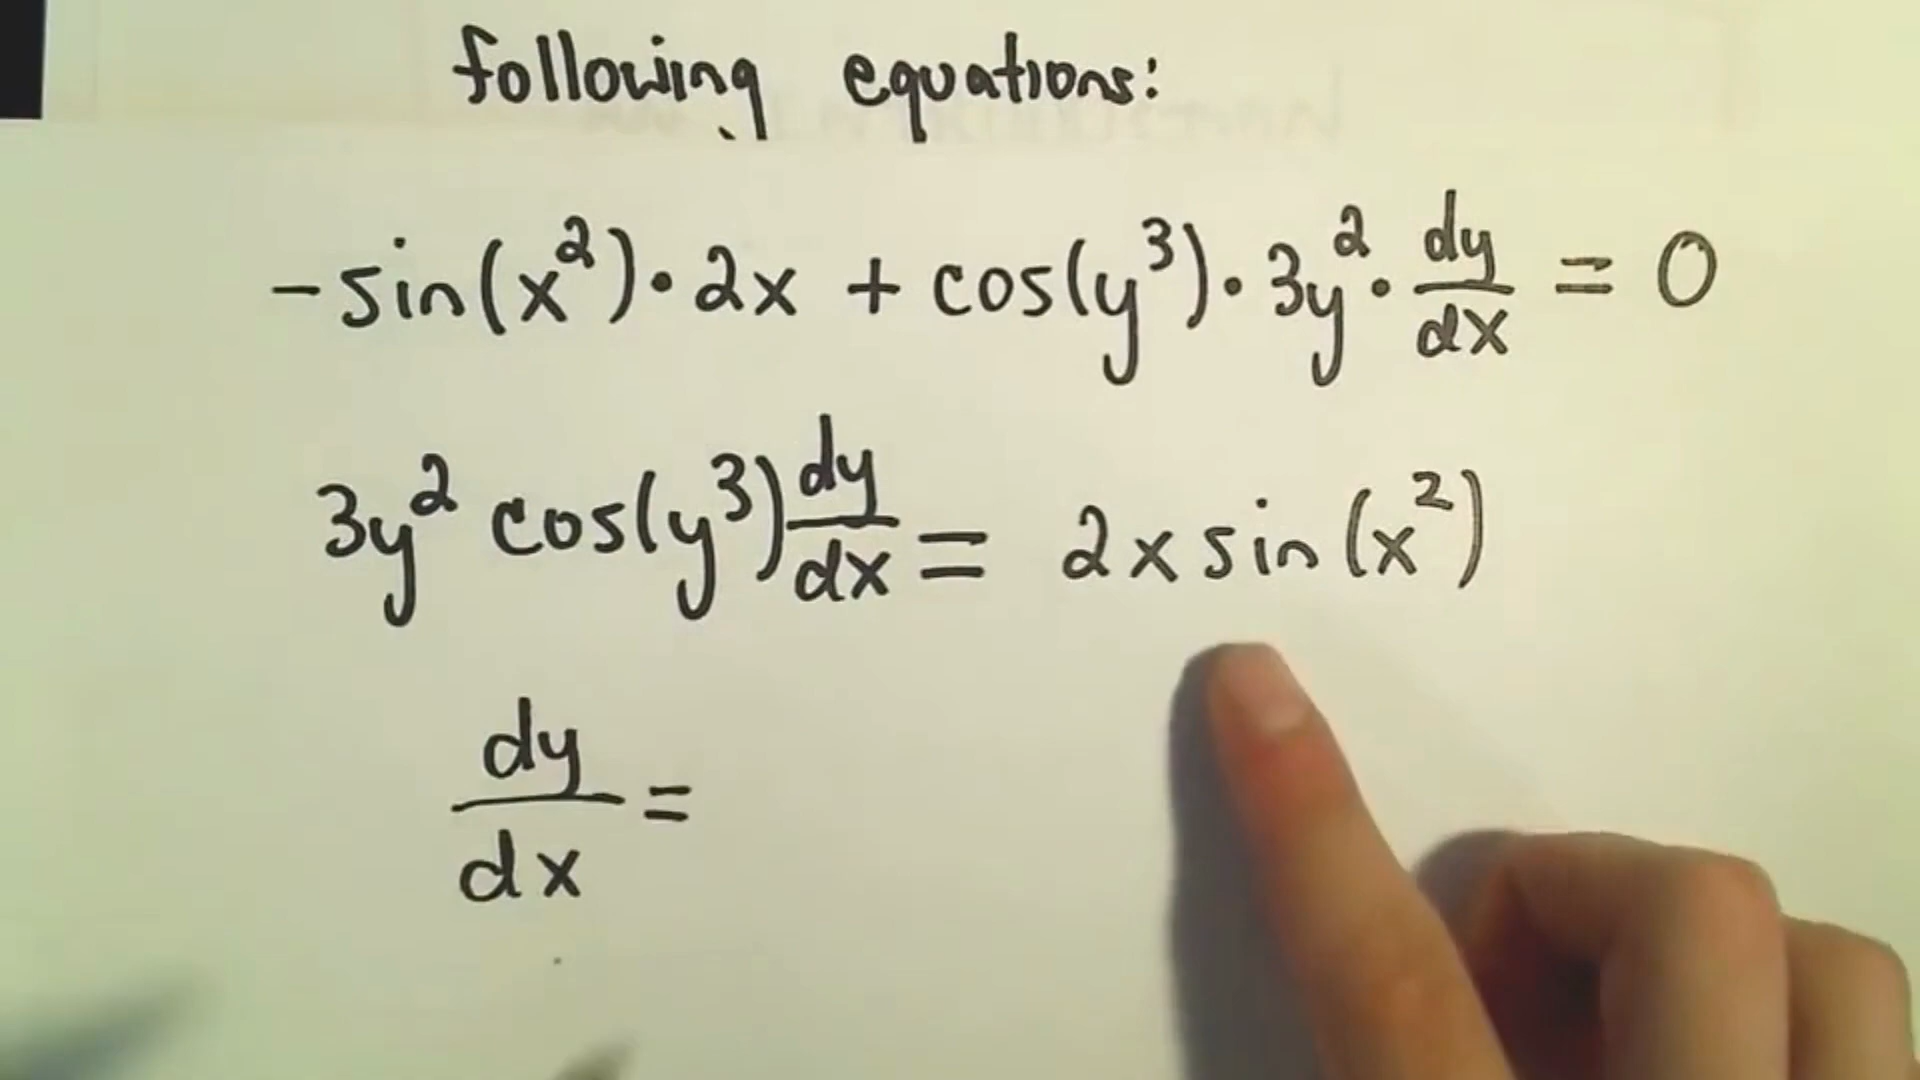 following equations:
-sin(x²)·2x + cos(y³)·3y²·dy/dx = 0
3y² cos(y³)dy/dx = 2x sin(x²)
dy/dx =